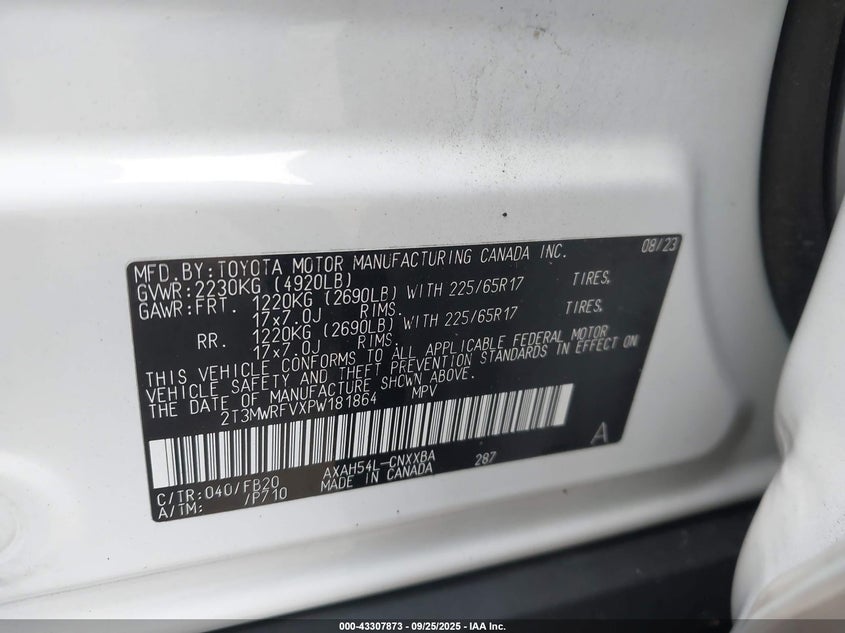 MFD. BY: TOYOTA MOTOR MANUFACTURING CANADA INC. 08/23
GVWR: 2230KG (4920LB)
GAWR: FRT. 1220KG (2690LB) WITH 225/65R17 TIRES.
17x7.0J RIMS.
RR. 1220KG (2690LB) WITH 225/65R17 TIRES.
17x7.0J RIMS.
THIS VEHICLE CONFORMS TO ALL APPLICABLE FEDERAL MOTOR
VEHICLE SAFETY AND THEFT PREVENTION STANDARDS IN EFFECT ON
THE DATE OF MANUFACTURE SHOWN ABOVE.
2T3MWRFVXPW181864 MPV
A
C/TR: 040/FB20 AXAH54L-CNXXBA 287
A/TM: /P710 MADE IN CANADA
000-43307873 - 09/25/2025 - IAA Inc.